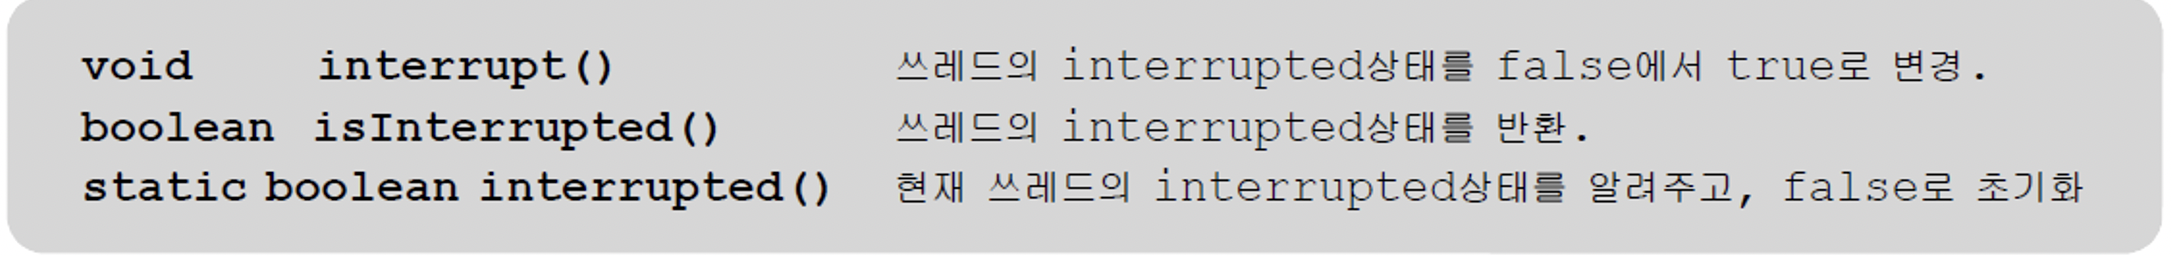 void interrupt() 쓰레드의 interrupted상태를 false에서 true로 변경.
boolean isInterrupted() 쓰레드의 interrupted상태를 반환.
static boolean interrupted() 현재 쓰레드의 interrupted상태를 알려주고, false로 초기화